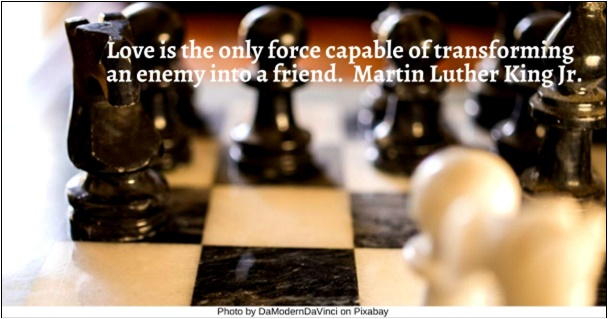 Love is the only force capable of transforming
an enemy into a friend.  Martin Luther King Jr.
Photo by DaModernDaVinci on Pixabay